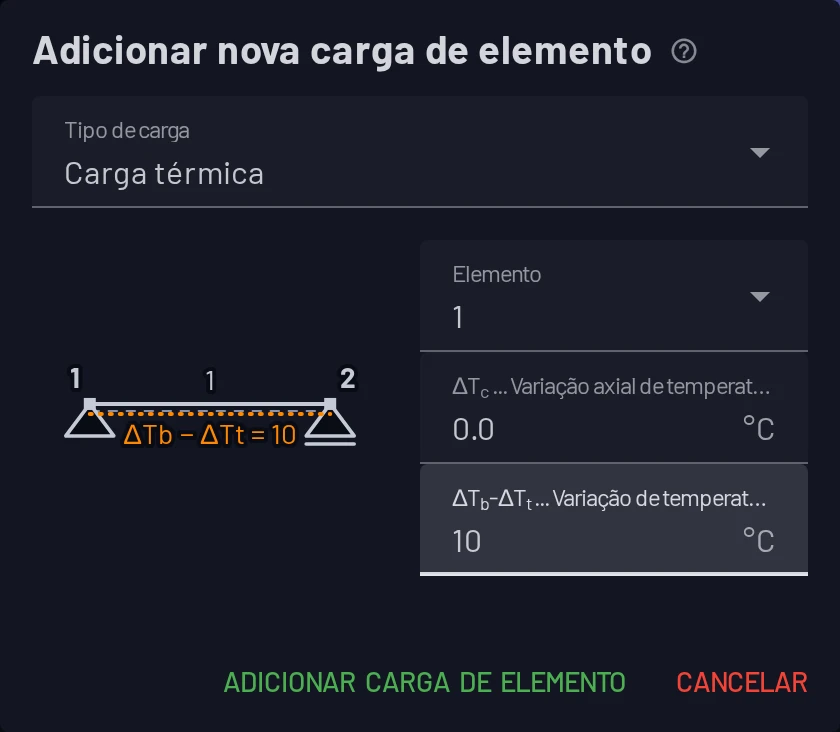 Adicionar nova carga de elemento
Tipo de carga
Carga térmica
Elemento
1
1 1 2
ΔTc ... Variação axial de temperat...
0.0 °C
ΔTb - ΔTt = 10
ΔTb-ΔTt ... Variação de temperat...
10 °C
ADICIONAR CARGA DE ELEMENTO CANCELAR